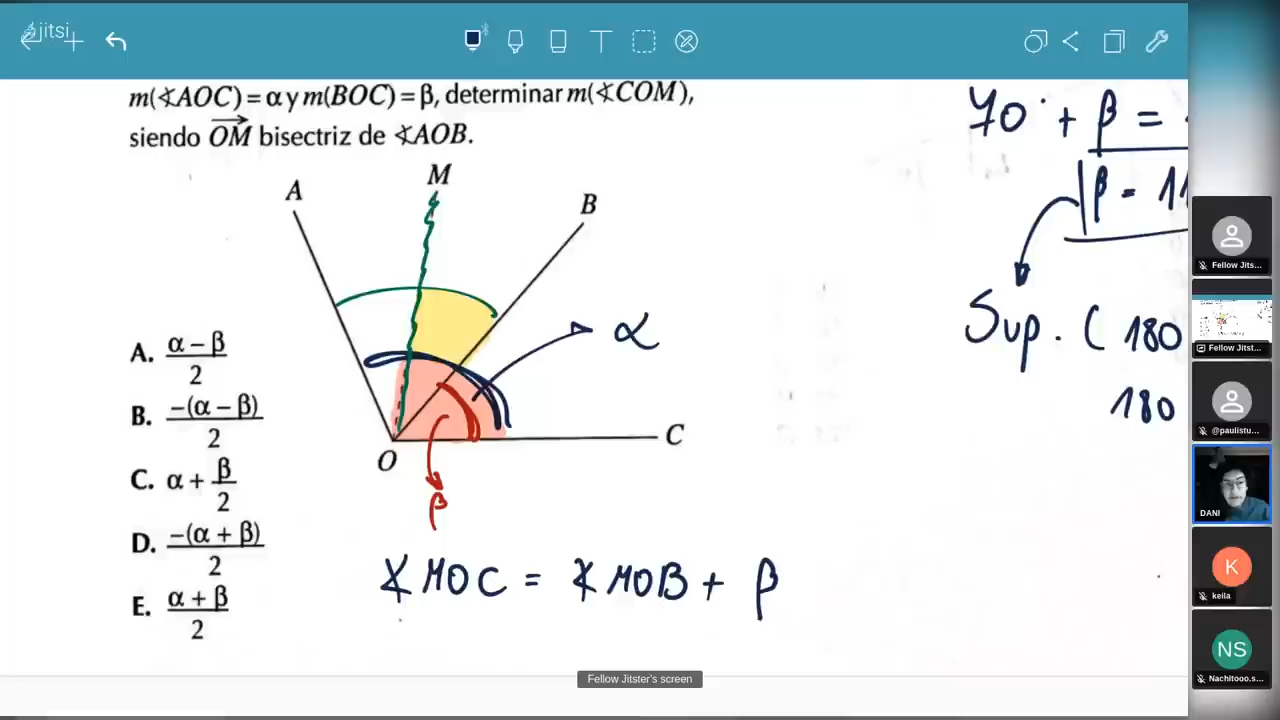 jitsi
T
m(∢AOC) = α y m(BOC) = β, determinar m(∢COM),
siendo OM bisectriz de ∢AOB.
70° + β =
β = 11
Sup. ( 180
180
A
M
B
α
C
O
β
A. α – β / 2
B. –(α – β) / 2
C. α + β / 2
D. –(α + β) / 2
E. α + β / 2
∢ MOC = ∢ MOB + β
Fellow Jitster's screen
Fellow Jits...
Fellow Jitst...
@paulistu...
DANI
K
keila
NS
Nachitooo.s...